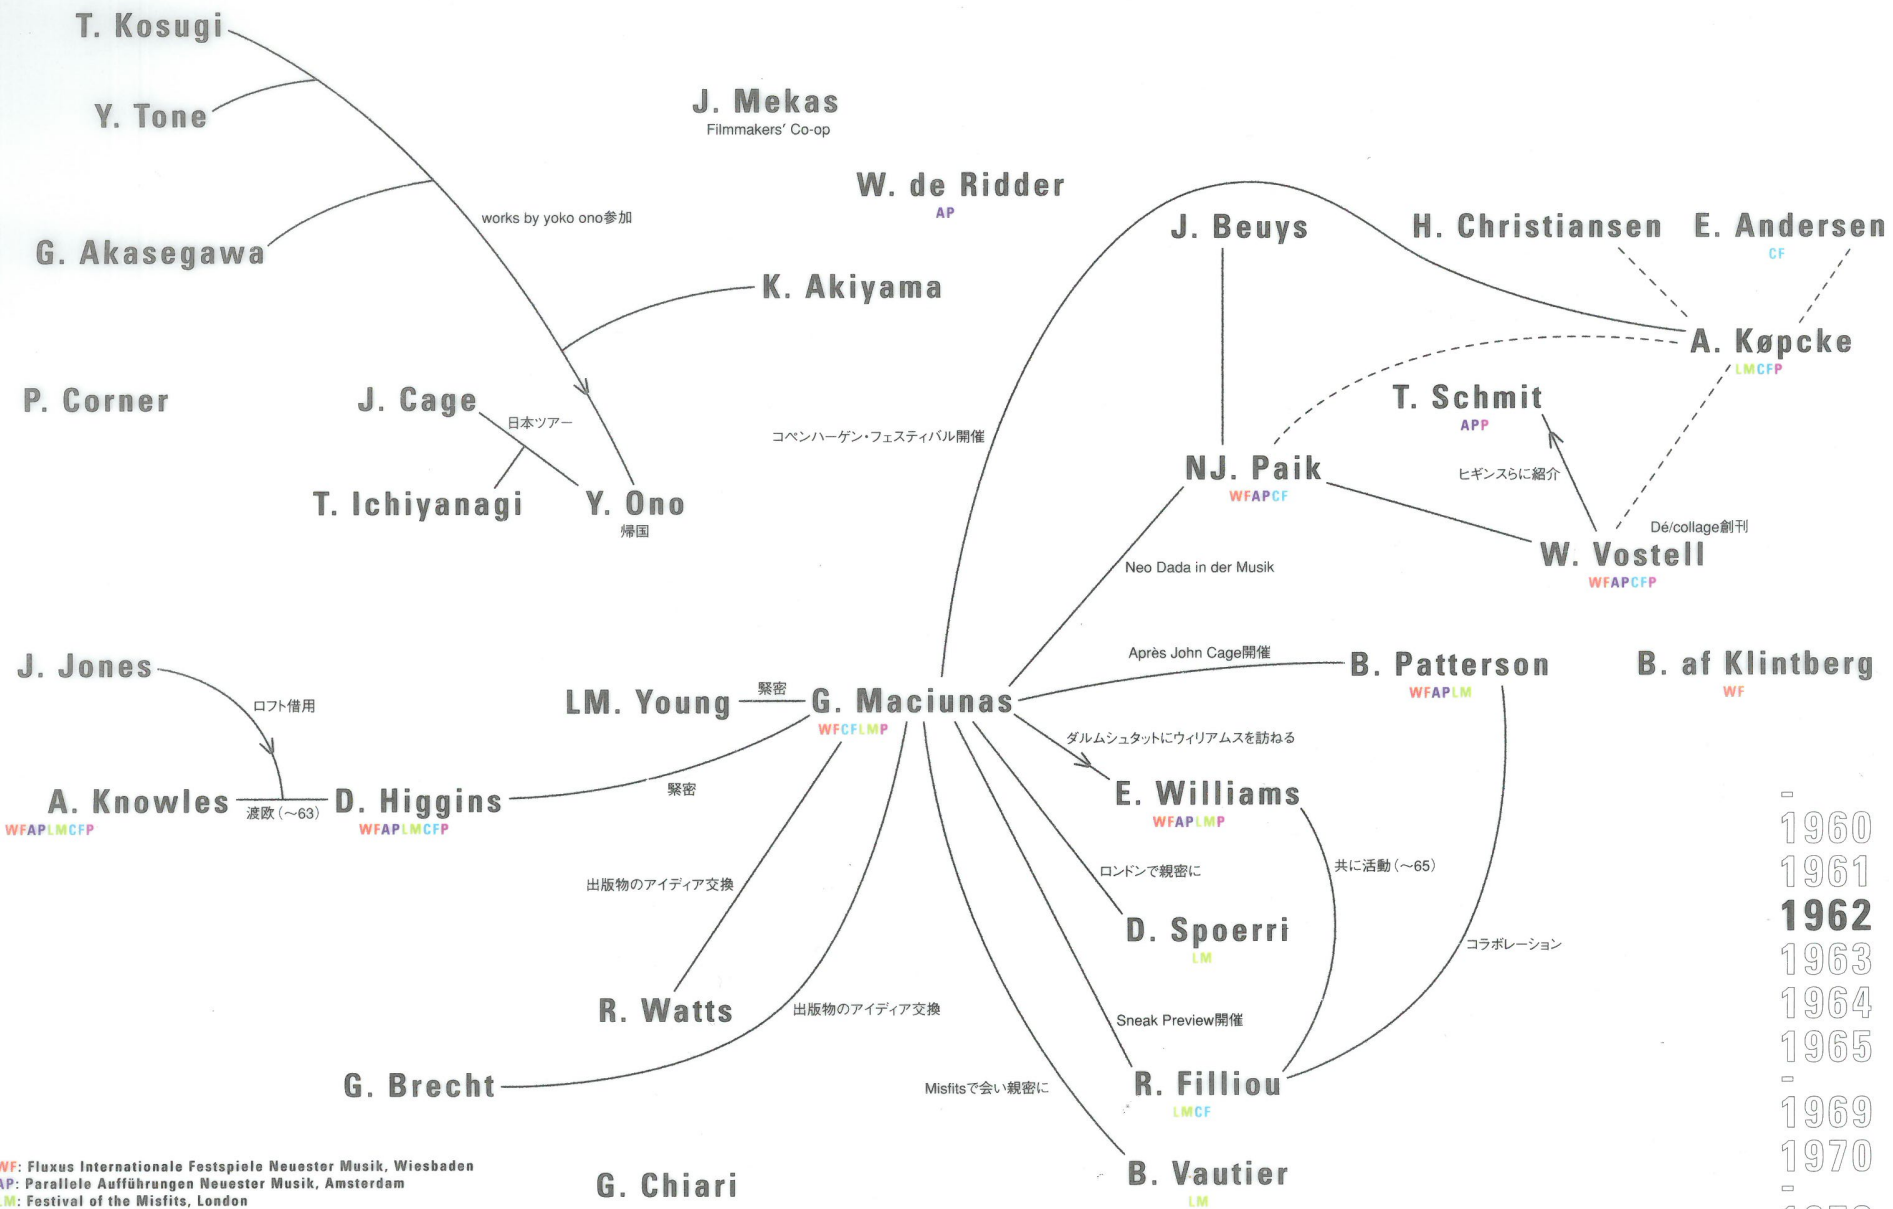 T. Kosugi
Y. Tone
J. Mekas
Filmmakers' Co-op
W. de Ridder
AP
works by yoko ono参加
G. Akasegawa
J. Beuys
H. Christiansen
E. Andersen
CF
K. Akiyama
A. Køpcke
LMCFP
P. Corner
J. Cage
日本ツアー
T. Schmit
APP
コペンハーゲン・フェスティバル開催
NJ. Paik
WFAPCF
ヒギンスらに紹介
T. Ichiyanagi
Y. Ono
帰国
Dé/collage創刊
W. Vostell
WFAPCFP
Neo Dada in der Musik
J. Jones
ロフト借用
LM. Young
緊密
G. Maciunas
WFCFLMP
Après John Cage開催
B. Patterson
WFAPLM
B. af Klintberg
WF
ダルムシュタットにウィリアムスを訪ねる
A. Knowles
WFAPLMCFP
渡欧(〜63)
D. Higgins
WFAPLMCFP
緊密
E. Williams
WFAPLMP
出版物のアイディア交換
ロンドンで親密に
共に活動(〜65)
D. Spoerri
LM
コラボレーション
R. Watts
出版物のアイディア交換
Sneak Preview開催
G. Brecht
Misfitsで会い親密に
R. Filliou
LMCF
G. Chiari
B. Vautier
LM
1960
1961
1962
1963
1964
1965
1969
1970
WF: Fluxus Internationale Festspiele Neuester Musik, Wiesbaden
AP: Parallele Aufführungen Neuester Musik, Amsterdam
LM: Festival of the Misfits, London